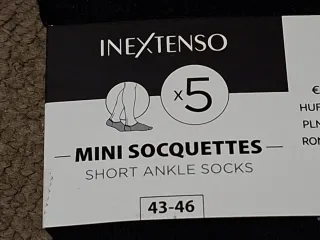 INEXTENSO
x5
€
HUF
PLN
RON
MINI SOCQUETTES
SHORT ANKLE SOCKS
43-46